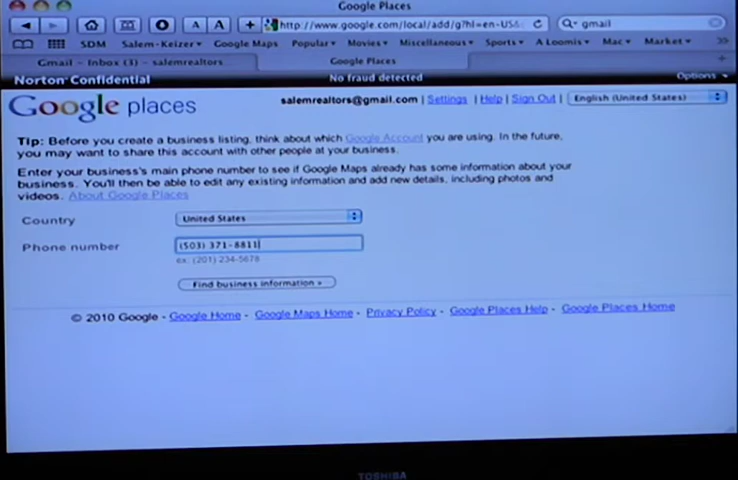 Google Places
A A + http://www.google.com/local/add/g?hl=en-US& gmail
SDM Salem-Keizer Google Maps Popular Movies Miscellaneous Sports A Loomis Mac Market
Gmail - Inbox (3) - salemrealtors Google Places
Norton Confidential No fraud detected Options
Google places salemrealtors@gmail.com | Settings | Help | Sign Out | English (United States)
Tip: Before you create a business listing, think about which Google Account you are using. In the future,
you may want to share this account with other people at your business.
Enter your business's main phone number to see if Google Maps already has some information about your
business. You'll then be able to edit any existing information and add new details, including photos and
videos. About Google Places
Country United States
Phone number (503) 371-8811
ex: (201) 234-5678
Find business information »
© 2010 Google - Google Home - Google Maps Home - Privacy Policy - Google Places Help - Google Places Home
TOSHIBA